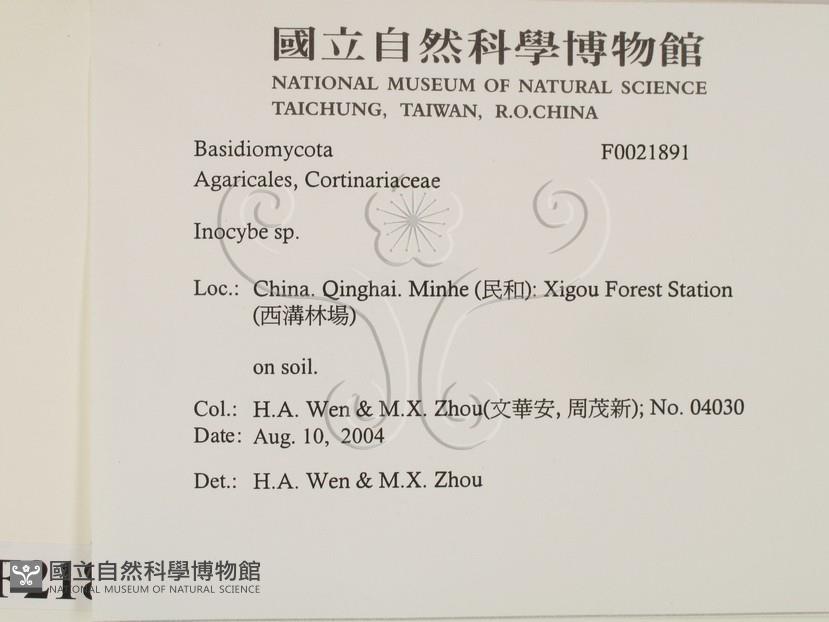 國立自然科學博物館
NATIONAL MUSEUM OF NATURAL SCIENCE
TAICHUNG, TAIWAN, R.O.CHINA
Basidiomycota F0021891
Agaricales, Cortinariaceae
Inocybe sp.
Loc.: China. Qinghai. Minhe (民和): Xigou Forest Station
(西溝林場)
on soil.
Col.: H.A. Wen & M.X. Zhou(文華安, 周茂新); No. 04030
Date: Aug. 10, 2004
Det.: H.A. Wen & M.X. Zhou
國立自然科學博物館
NATIONAL MUSEUM OF NATURAL SCIENCE